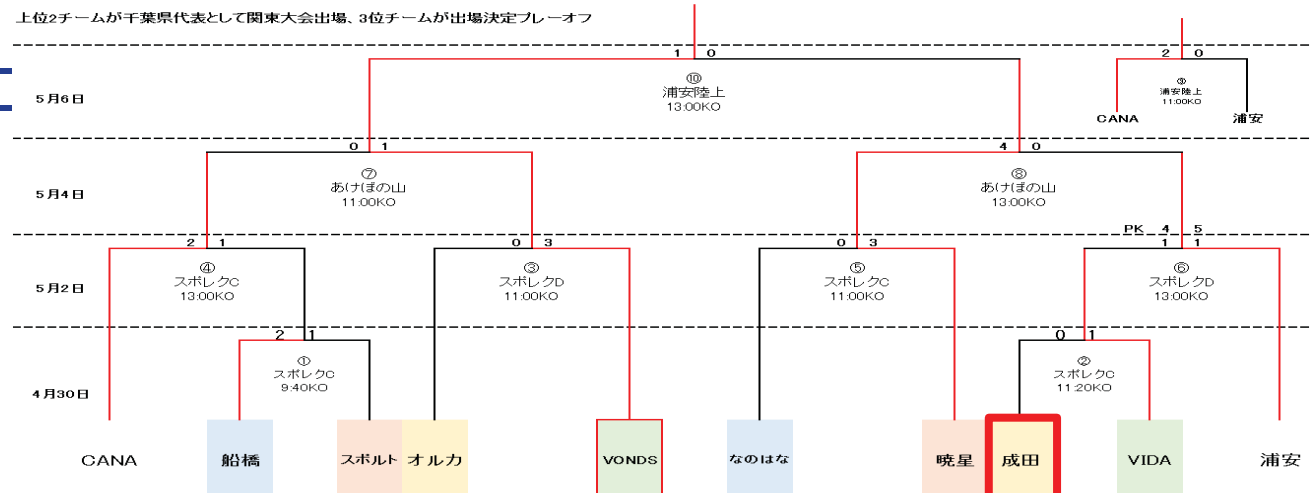 上位2チームが千葉県代表として関東大会出場、3位チームが出場決定プレーオフ
1 0
2 0
⑩
浦安陸上
13:00KO
⑨
浦安陸上
11:00KO
5月6日
CANA 浦安
0 1
4 0
⑦
あけぼの山
11:00KO
⑧
あけぼの山
13:00KO
5月4日
PK 4 5
2 1
0 3
0 3
1 1
④
スポレクC
13:00KO
③
スポレクD
11:00KO
⑤
スポレクC
11:00KO
⑥
スポレクD
13:00KO
5月2日
2 1
0 1
①
スポレクC
9:40KO
②
スポレクC
11:20KO
4月30日
CANA 船橋 スポルト オルカ VONDS なのはな 暁星 成田 VIDA 浦安